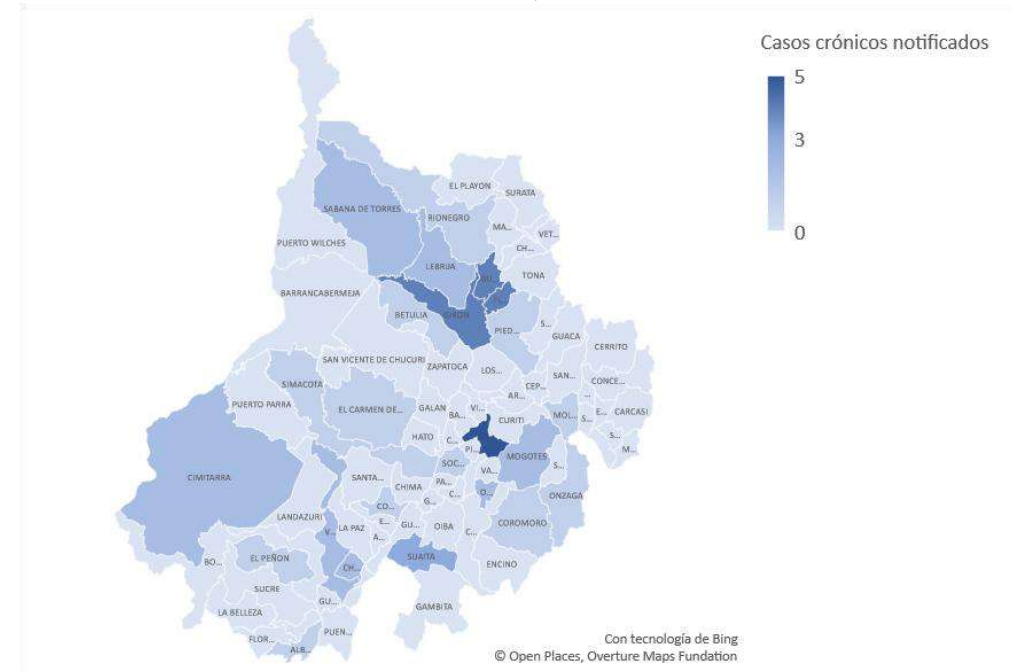 Casos crónicos notificados
5
3
0
EL PLAYON
SURATA
SABANA DE TORRES
RIONEGRO
MA...
VET...
CH...
PUERTO WILCHES
LEBRIJA
TONA
BARRANCABERMEJA
BETULIA
GIRON
PIED...
S...
GUACA
CERRITO
SAN VICENTE DE CHUCURI
ZAPATOCA
LOS...
SAN...
CONCE...
SIMACOTA
CEP...
...
AR...
PUERTO PARRA
EL CARMEN DE...
GALAN
BA...
VI...
CURITI
MOL...
S...
E...
CARCASI
HATO
C...
PI...
S...
M...
MOGOTES
SOC...
VA...
S...
CIMITARRA
SANTA...
CHIMA
PA...
C...
O...
ONZAGA
G...
CO...
LANDAZURI
V...
LA PAZ
E...
A...
GU...
OIBA
C...
COROMORO
BO...
EL PEÑON
CH...
SUAITA
ENCINO
SUCRE
GU...
LA BELLEZA
GAMBITA
FLOR...
ALB...
PUEN...
Con tecnología de Bing
© Open Places, Overture Maps Fundation